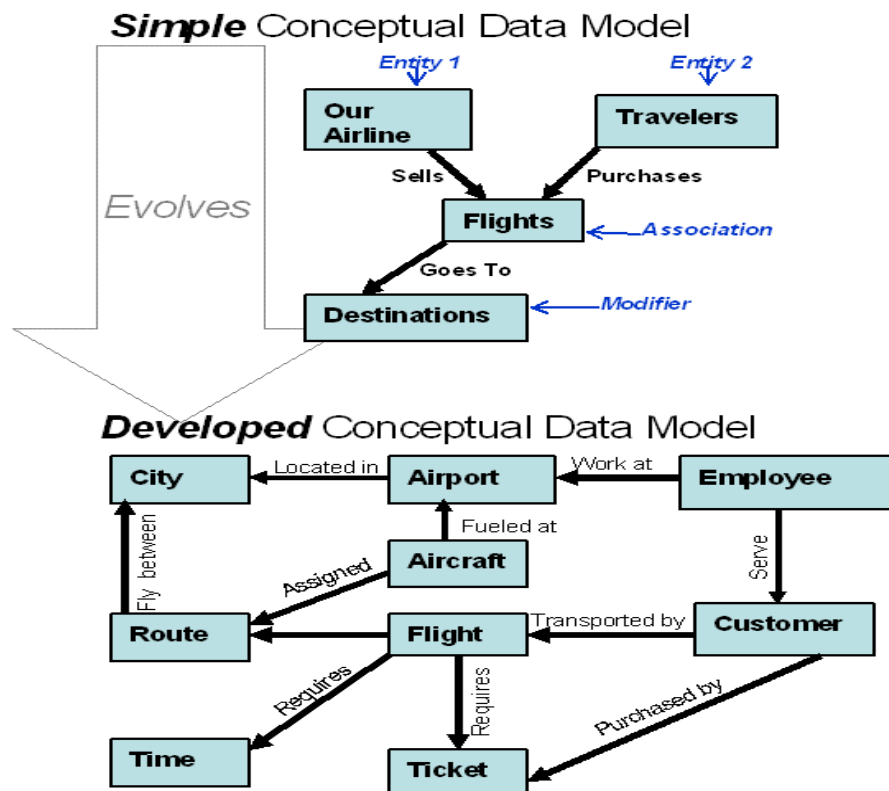 Simple Conceptual Data Model
Entity 1
Entity 2
Our
Airline
Travelers
Sells
Purchases
Evolves
Flights
Association
Goes To
Destinations
Modifier
Developed Conceptual Data Model
City
Located in
Airport
Work at
Employee
Fly between
Fueled at
Serve
Assigned
Aircraft
Route
Flight
Transported by
Customer
Requires
Requires
Purchased by
Time
Ticket